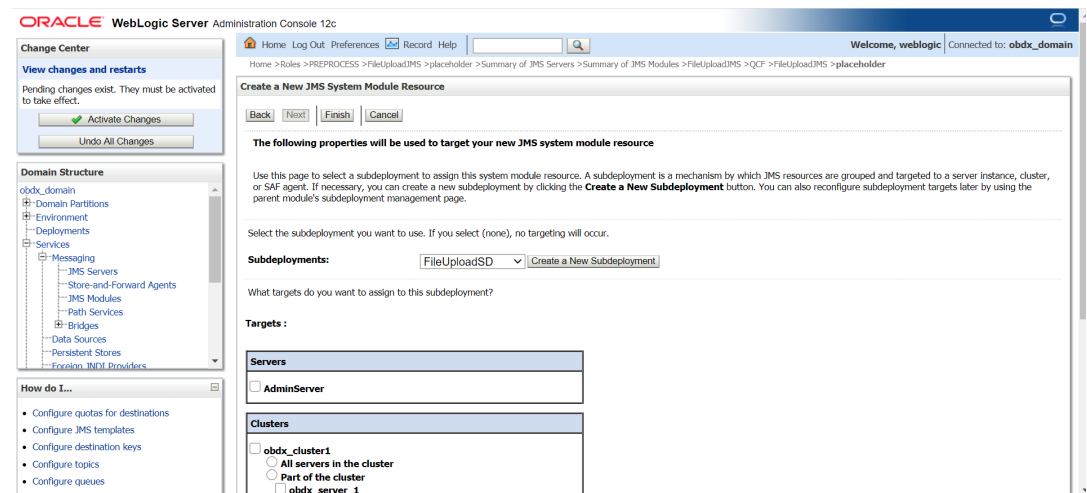 ORACLE WebLogic Server Administration Console 12c
Change Center
View changes and restarts
Pending changes exist. They must be activated
to take effect.
Activate Changes
Undo All Changes
Domain Structure
obdx_domain
Domain Partitions
Environment
Deployments
Services
Messaging
JMS Servers
Store-and-Forward Agents
JMS Modules
Path Services
Bridges
Data Sources
Persistent Stores
Foreign JNDI Providers
How do I...
Configure quotas for destinations
Configure JMS templates
Configure destination keys
Configure topics
Configure queues
Home Log Out Preferences Record Help
Welcome, weblogic Connected to: obdx_domain
Home >Roles >PREPROCESS >FileUploadJMS >placeholder >Summary of JMS Servers >Summary of JMS Modules >FileUploadJMS >QCF >FileUploadJMS >placeholder
Create a New JMS System Module Resource
Back Next Finish Cancel
The following properties will be used to target your new JMS system module resource
Use this page to select a subdeployment to assign this system module resource. A subdeployment is a mechanism by which JMS resources are grouped and targeted to a server instance, cluster,
or SAF agent. If necessary, you can create a new subdeployment by clicking the Create a New Subdeployment button. You can also reconfigure subdeployment targets later by using the
parent module's subdeployment management page.
Select the subdeployment you want to use. If you select (none), no targeting will occur.
Subdeployments: FileUploadSD Create a New Subdeployment
What targets do you want to assign to this subdeployment?
Targets :
Servers
AdminServer
Clusters
obdx_cluster1
All servers in the cluster
Part of the cluster
obdx_server_1